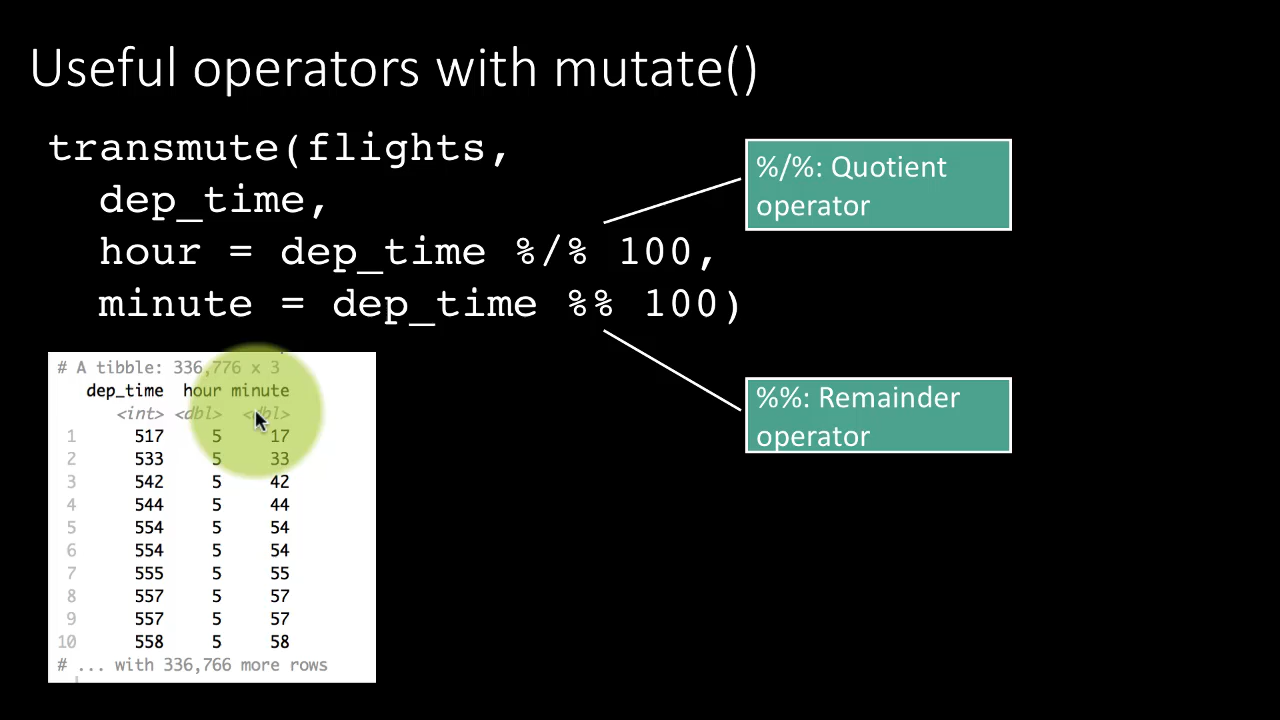 Useful operators with mutate()
transmute(flights,
dep_time,
hour = dep_time %/% 100,
minute = dep_time %% 100)
%/%: Quotient
operator
%%: Remainder
operator
# A tibble: 336,776 x 3
dep_time hour minute
<int> <dbl> <dbl>
1 517 5 17
2 533 5 33
3 542 5 42
4 544 5 44
5 554 5 54
6 554 5 54
7 555 5 55
8 557 5 57
9 557 5 57
10 558 5 58
# ... with 336,766 more rows